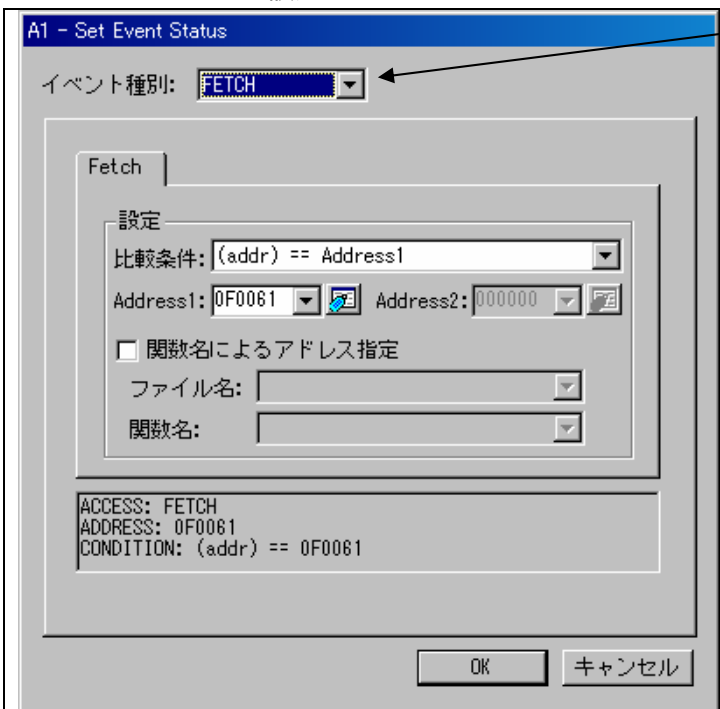 A1 - Set Event Status
イベント種別: FETCH
Fetch
設定
比較条件: (addr) == Address1
Address1: 0F0061 Address2: 000000
関数名によるアドレス指定
ファイル名:
関数名:
ACCESS: FETCH
ADDRESS: 0F0061
CONDITION: (addr) == 0F0061
OK キャンセル